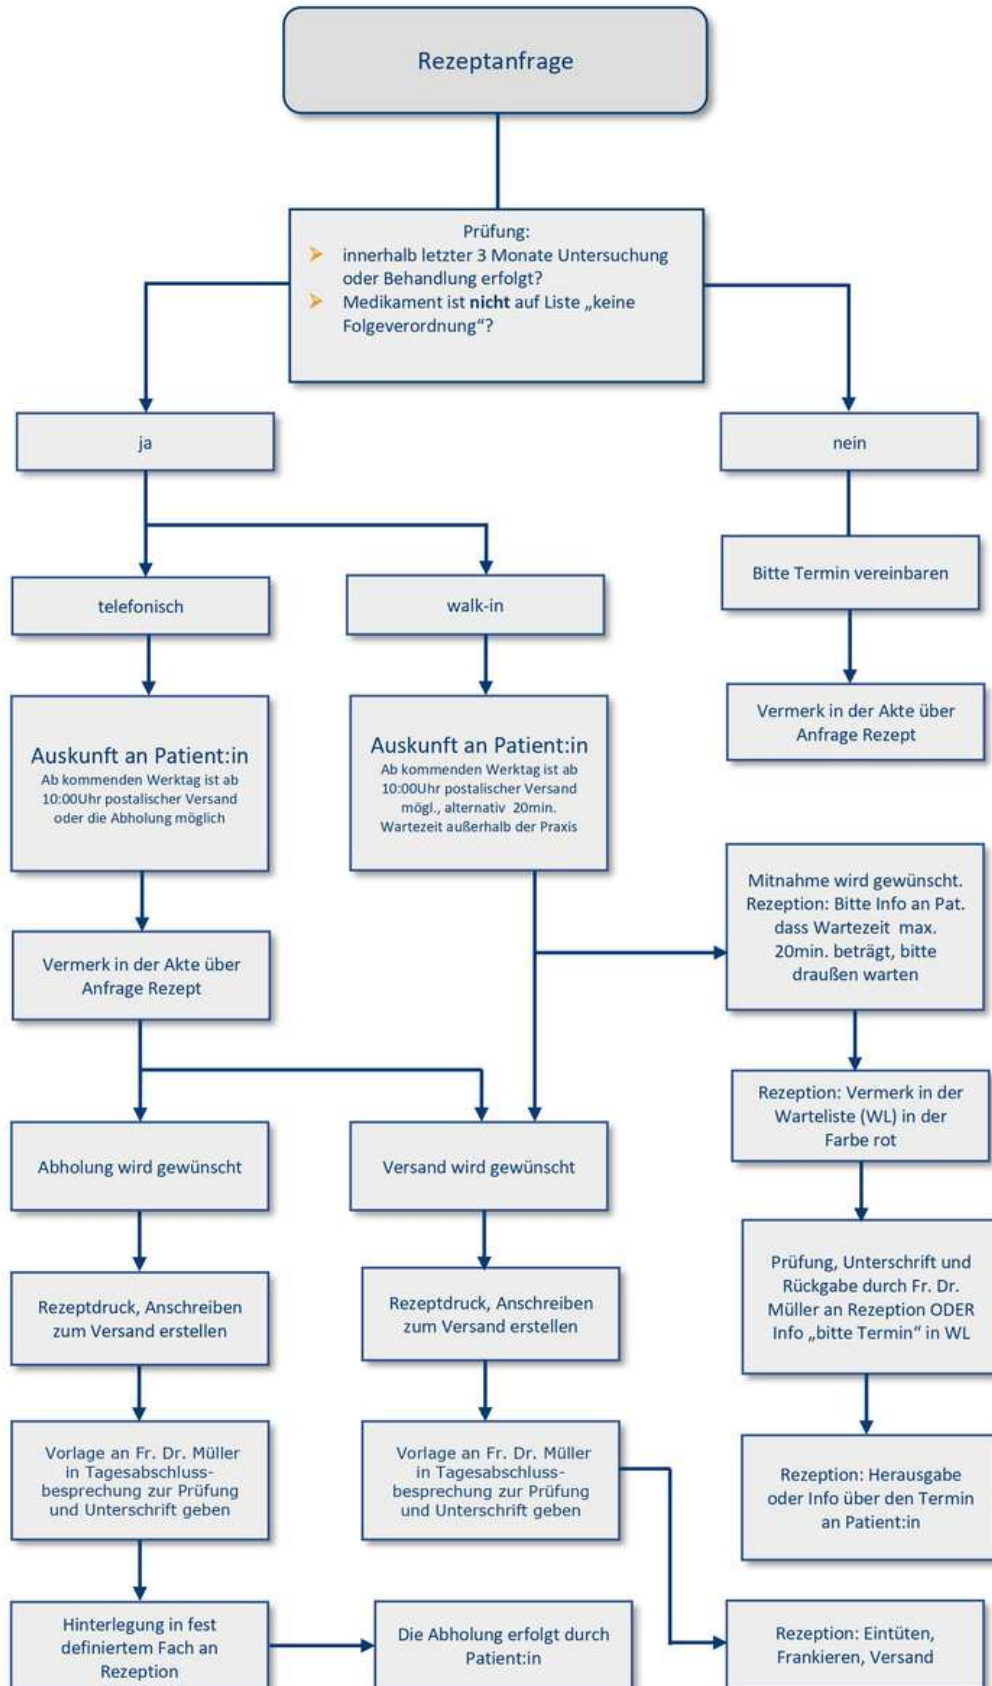 Rezeptanfrage
Prüfung:
➢ innerhalb letzter 3 Monate Untersuchung
oder Behandlung erfolgt?
➢ Medikament ist nicht auf Liste „keine
Folgeverordnung“?
ja
nein
telefonisch
walk-in
Bitte Termin vereinbaren
Auskunft an Patient:in
Ab kommenden Werktag ist ab
10:00Uhr postalischer Versand
oder die Abholung möglich
Auskunft an Patient:in
Ab kommenden Werktag ist ab
10:00Uhr postalischer Versand
mögl., alternativ 20min.
Wartezeit außerhalb der Praxis
Vermerk in der Akte über
Anfrage Rezept
Vermerk in der Akte über
Anfrage Rezept
Mitnahme wird gewünscht.
Rezeption: Bitte Info an Pat.
dass Wartezeit max.
20min. beträgt, bitte
draußen warten
Abholung wird gewünscht
Versand wird gewünscht
Rezeption: Vermerk in der
Warteliste (WL) in der
Farbe rot
Rezeptdruck, Anschreiben
zum Versand erstellen
Rezeptdruck, Anschreiben
zum Versand erstellen
Prüfung, Unterschrift und
Rückgabe durch Fr. Dr.
Müller an Rezeption ODER
Info „bitte Termin“ in WL
Vorlage an Fr. Dr. Müller
in Tagesabschluss-
besprechung zur Prüfung
und Unterschrift geben
Vorlage an Fr. Dr. Müller
in Tagesabschluss-
besprechung zur Prüfung
und Unterschrift geben
Rezeption: Herausgabe
oder Info über den Termin
an Patient:in
Hinterlegung in fest
definiertem Fach an
Rezeption
Die Abholung erfolgt durch
Patient:in
Rezeption: Eintüten,
Frankieren, Versand